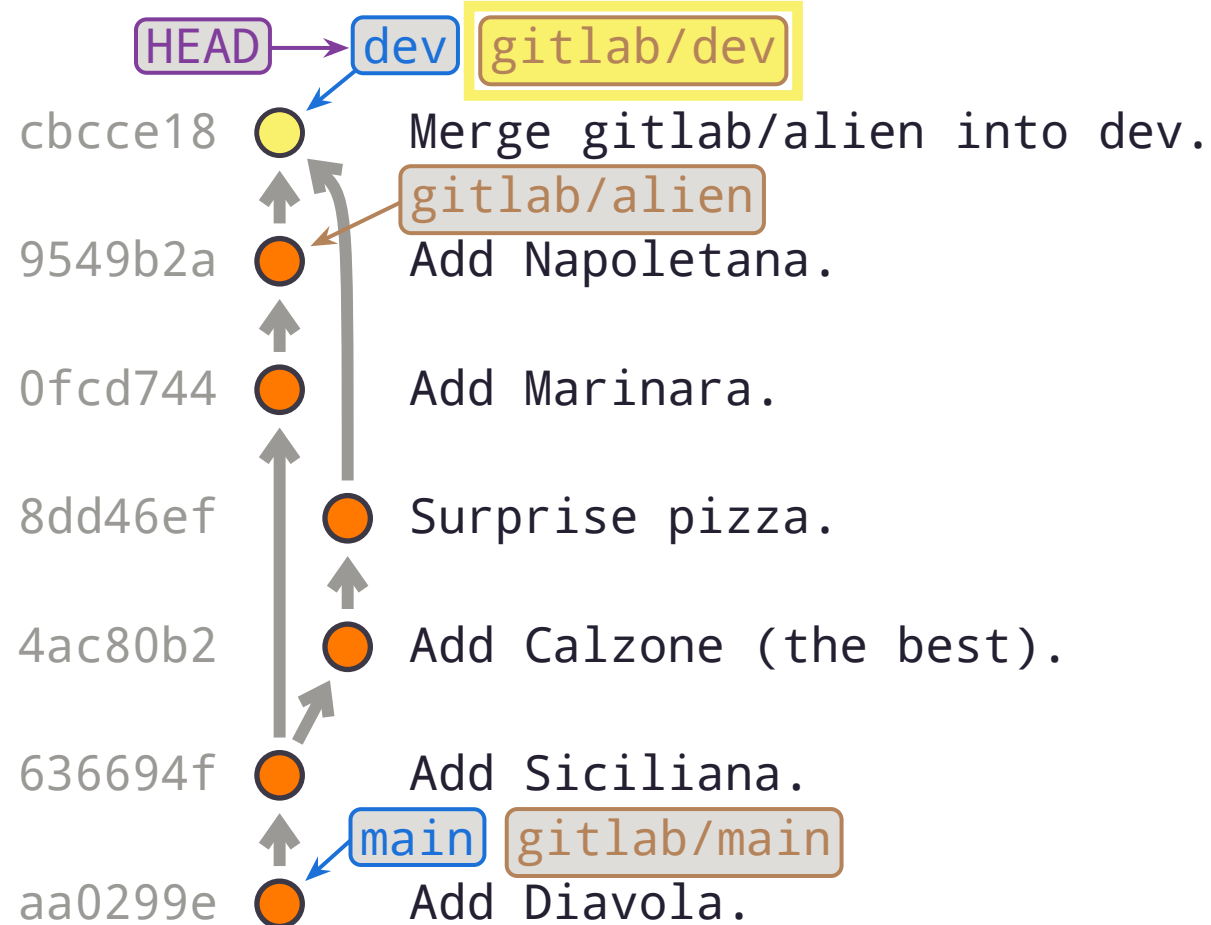 HEAD dev gitlab/dev
cbcce18 Merge gitlab/alien into dev.
gitlab/alien
9549b2a Add Napoletana.
0fcd744 Add Marinara.
8dd46ef Surprise pizza.
4ac80b2 Add Calzone (the best).
636694f Add Siciliana.
main gitlab/main
aa0299e Add Diavola.